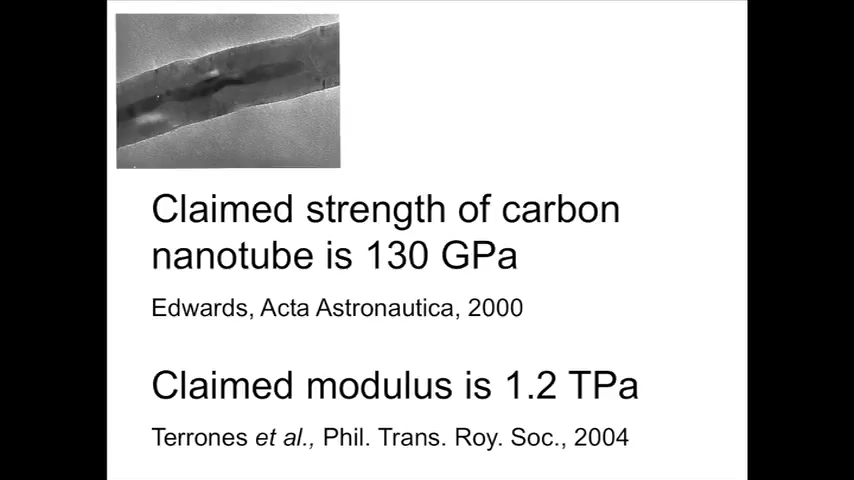 Claimed strength of carbon
nanotube is 130 GPa
Edwards, Acta Astronautica, 2000
Claimed modulus is 1.2 TPa
Terrones et al., Phil. Trans. Roy. Soc., 2004